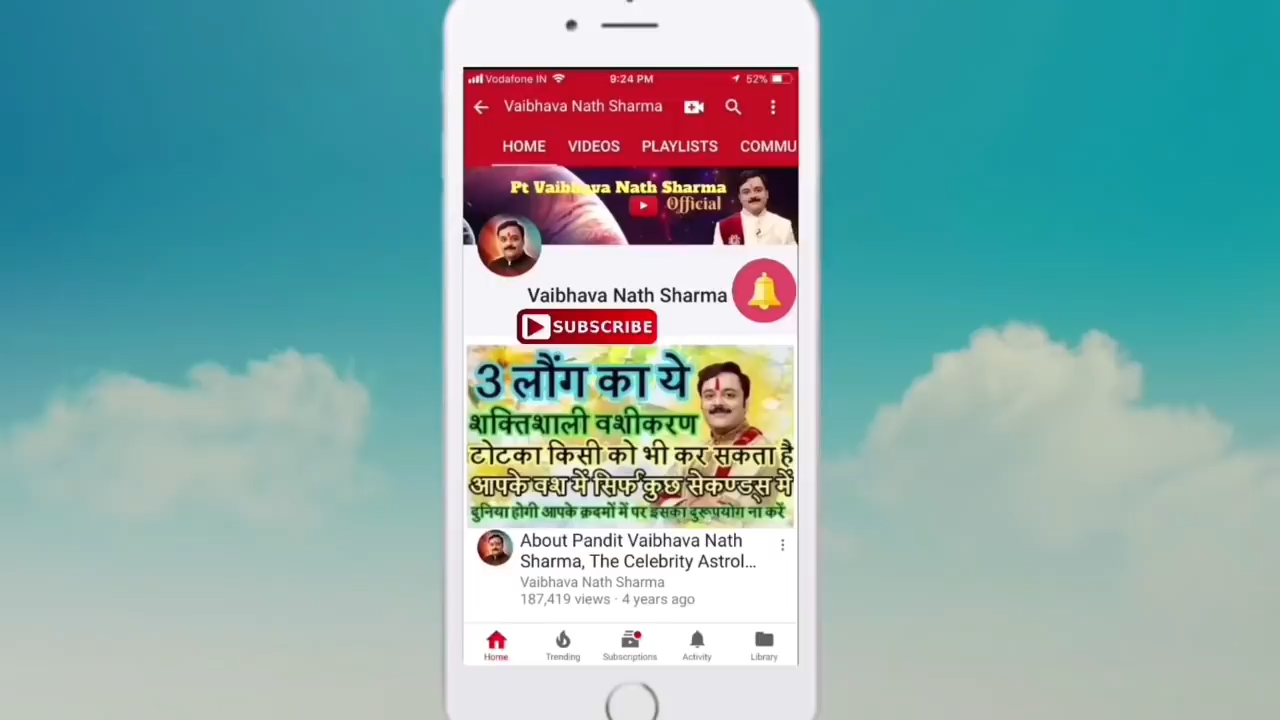 Vodafone IN 9:24 PM 52%
Vaibhava Nath Sharma
HOME VIDEOS PLAYLISTS COMMU
Pt Vaibhava Nath Sharma
Official
Vaibhava Nath Sharma
SUBSCRIBE
3 लौंग का ये
शक्तिशाली वशीकरण
टोटका किसी को भी कर सकता है
आपके वश में सिर्फ कुछ सेकण्ड्स में
दुनिया होगी आपके क़दमों में पर इसका दुरूपयोग ना करें
About Pandit Vaibhava Nath
Sharma, The Celebrity Astrol...
Vaibhava Nath Sharma
187,419 views · 4 years ago
Home Trending Subscriptions Activity Library